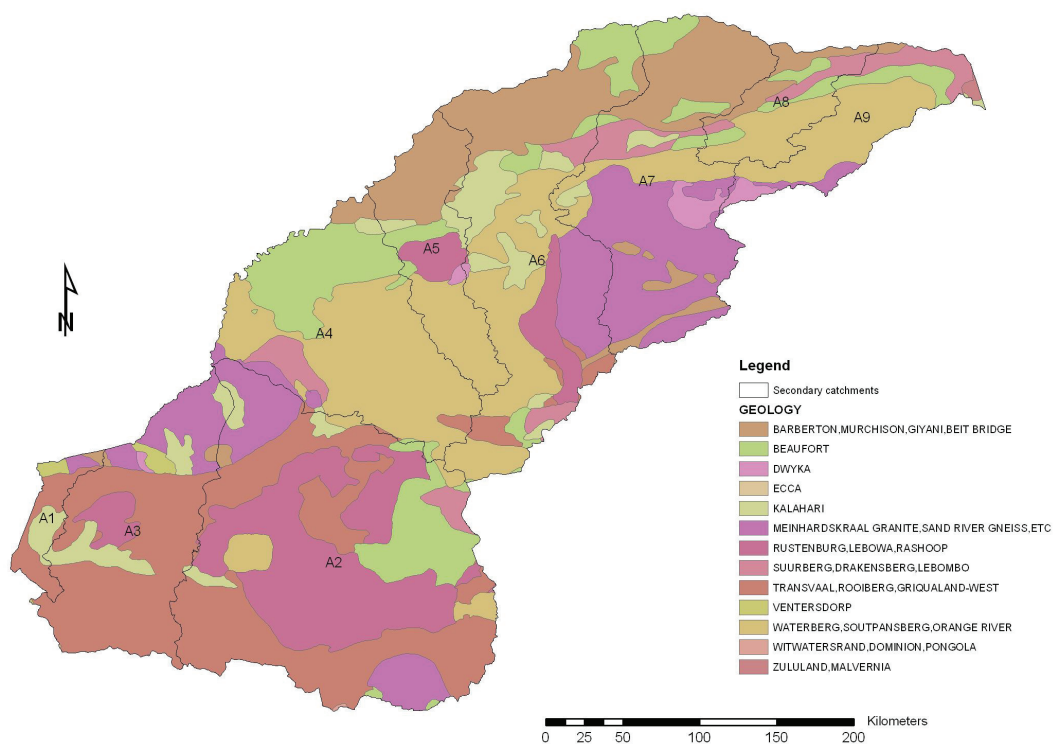 A8
A9
A7
A5
A6
N
A4
Legend
Secondary catchments
GEOLOGY
BARBERTON,MURCHISON,GIYANI,BEIT BRIDGE
BEAUFORT
DWYKA
ECCA
KALAHARI
A1
A3
MEINHARDSKRAAL GRANITE,SAND RIVER GNEISS,ETC
RUSTENBURG,LEBOWA,RASHOOP
A2
SUURBERG,DRAKENSBERG,LEBOMBO
TRANSVAAL,ROOIBERG,GRIQUALAND-WEST
VENTERSDORP
WATERBERG,SOUTPANSBERG,ORANGE RIVER
WITWATERSRAND,DOMINION,PONGOLA
ZULULAND,MALVERNIA
Kilometers
0 25 50 100 150 200